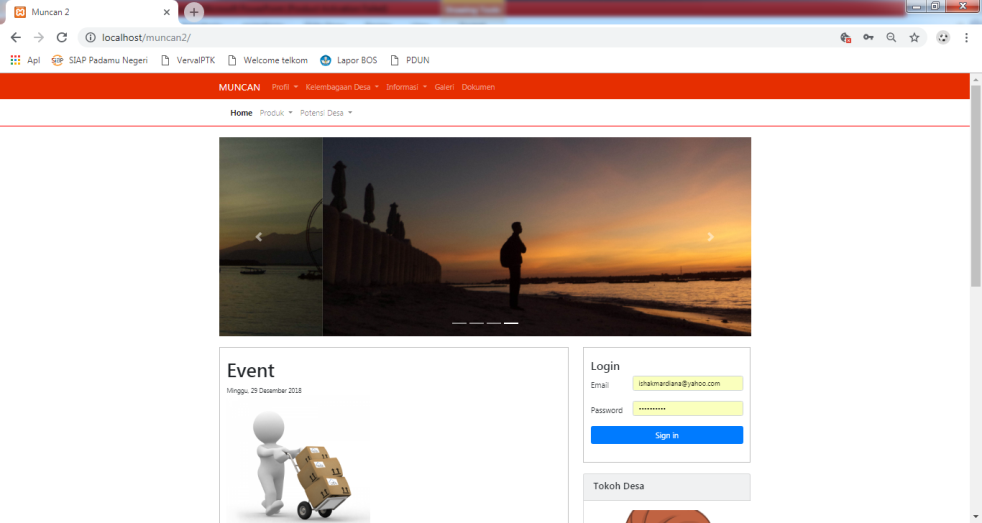 Muncan 2
localhost/muncan2/
Apl SIAP Padamu Negeri VervalPTK Welcome telkom Lapor BOS PDUN
MUNCAN Profil Kelembagaan Desa Informasi Galeri Dokumen
Home Produk Potensi Desa
Event
Minggu, 29 Desember 2018
Login
Email ishakmardiana@yahoo.com
Password ••••••••••
Sign in
Tokoh Desa